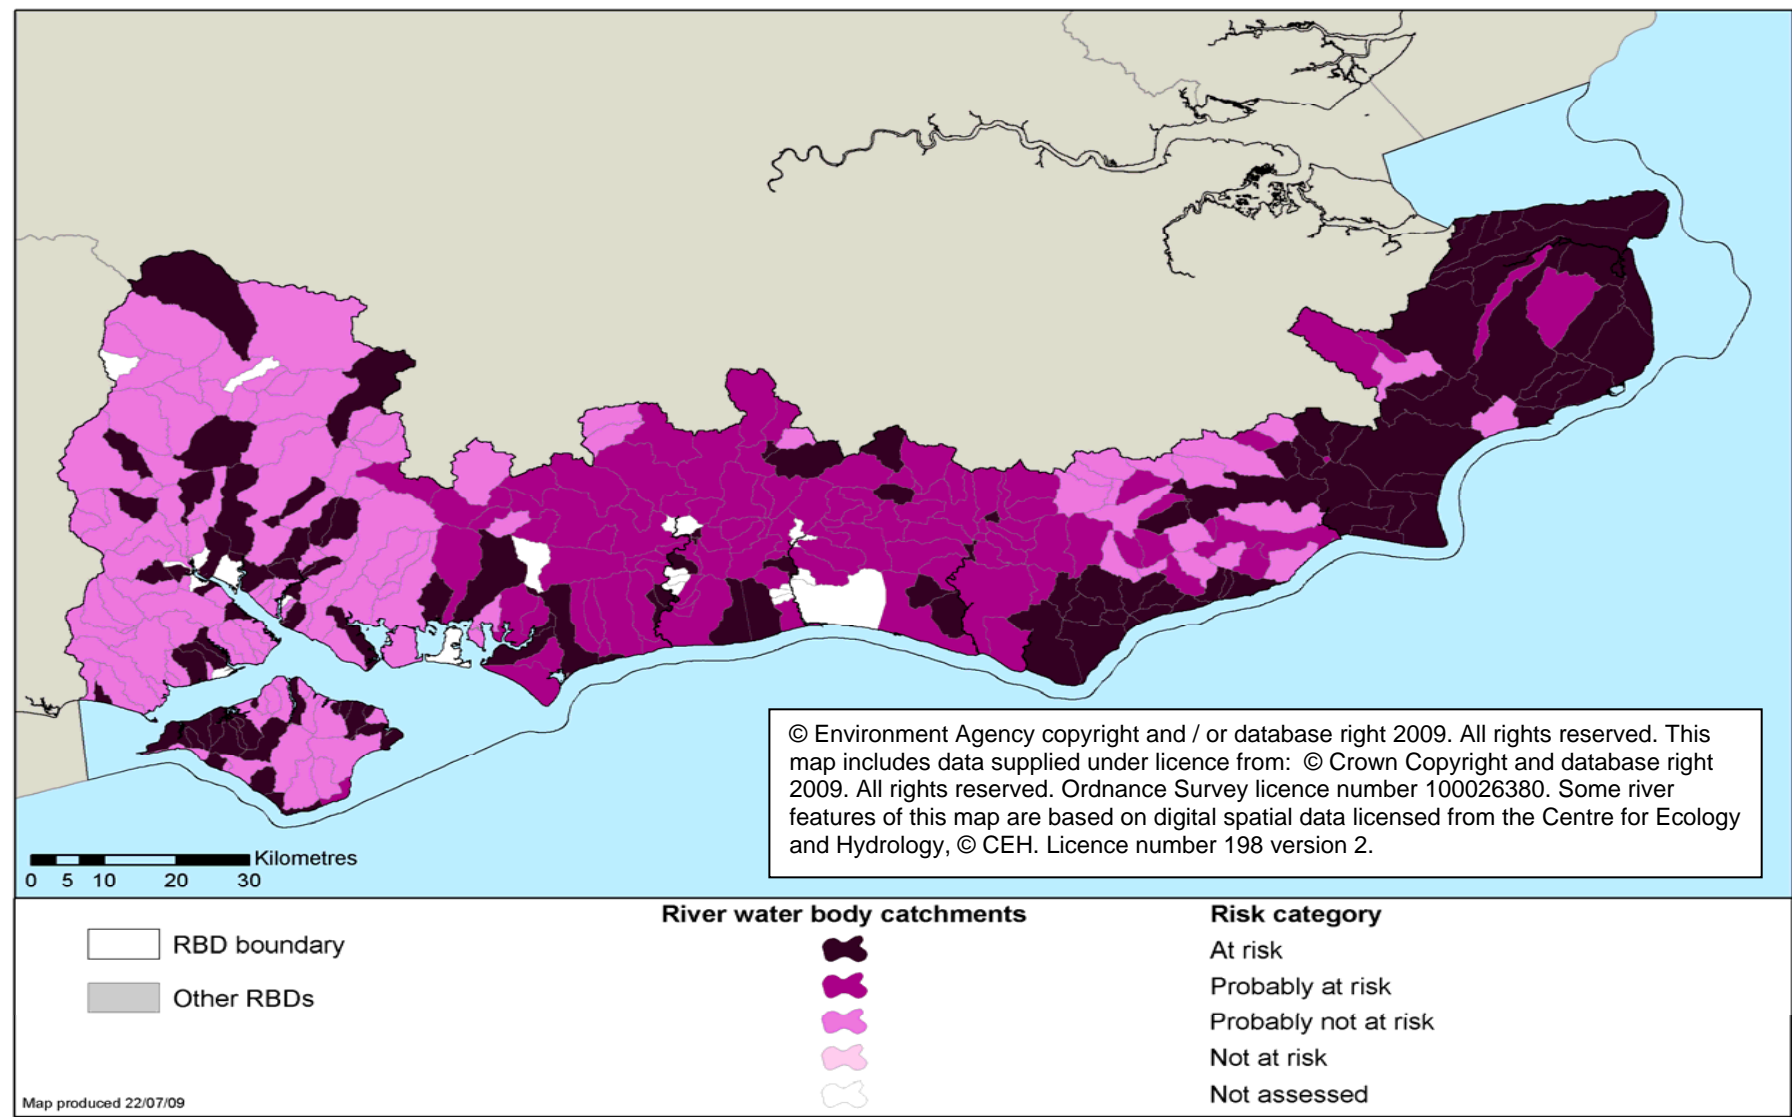 © Environment Agency copyright and / or database right 2009. All rights reserved. This
map includes data supplied under licence from:  © Crown Copyright and database right
2009. All rights reserved. Ordnance Survey licence number 100026380. Some river
features of this map are based on digital spatial data licensed from the Centre for Ecology
and Hydrology, © CEH. Licence number 198 version 2.
Kilometres
0 5 10 20 30
River water body catchments
Risk category
RBD boundary
Other RBDs
At risk
Probably at risk
Probably not at risk
Not at risk
Not assessed
Map produced 22/07/09